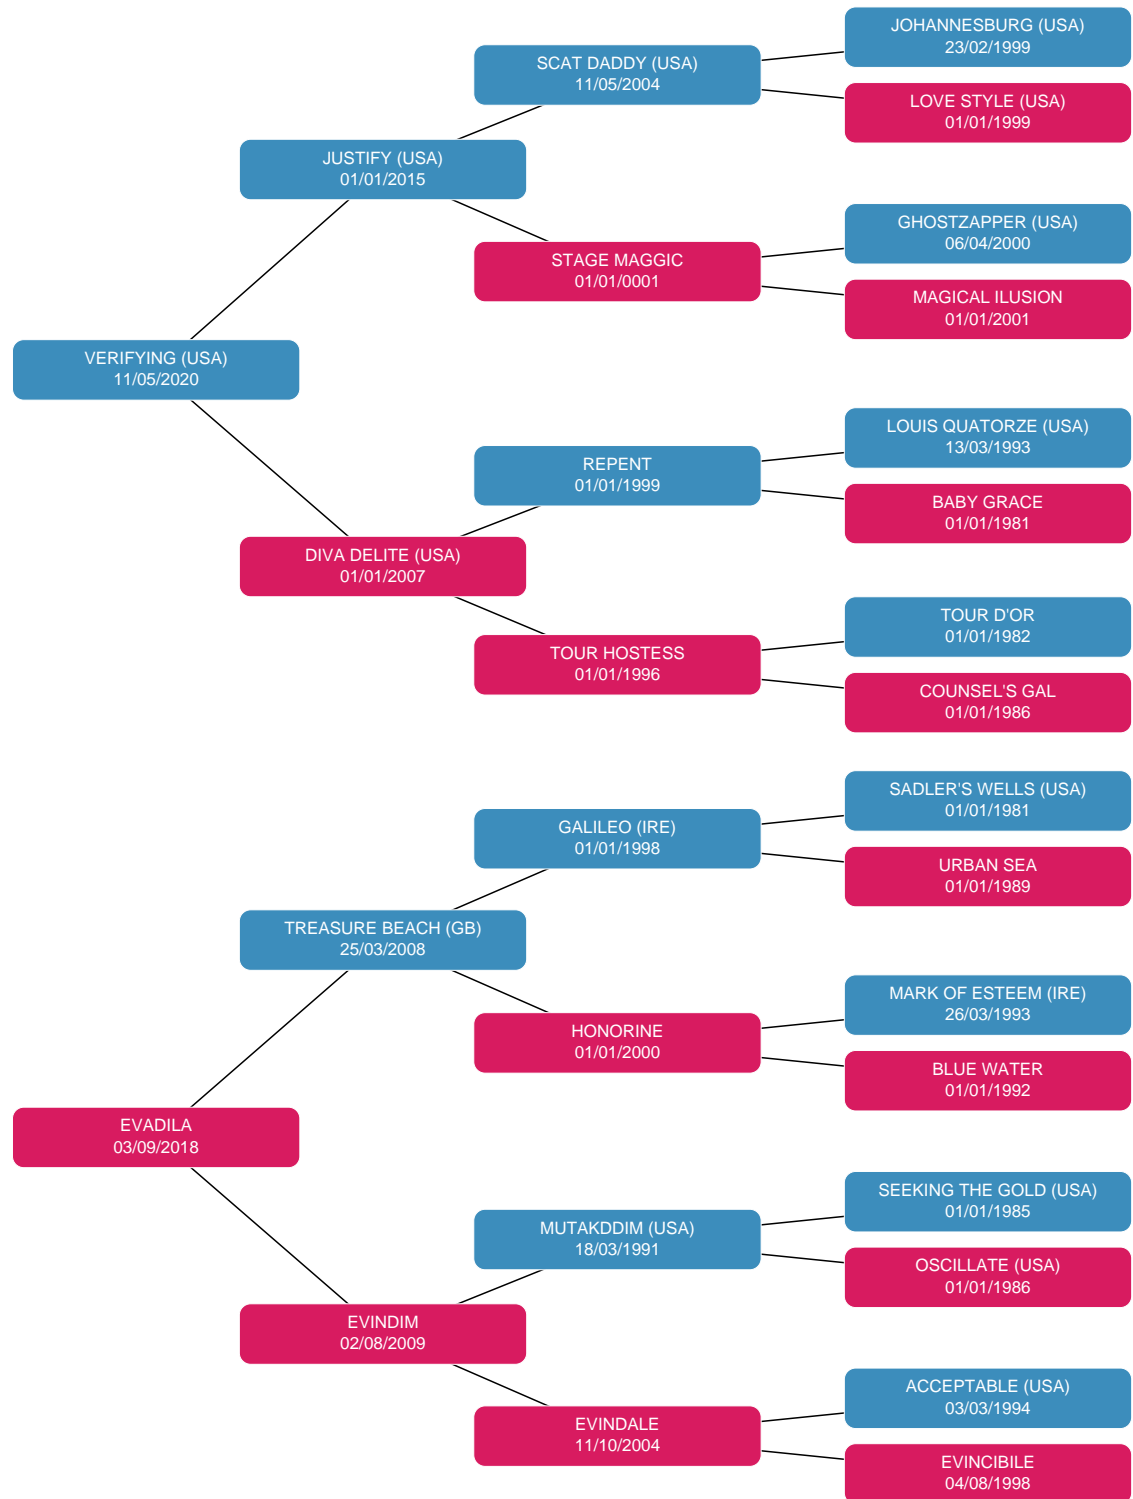 JOHANNESBURG (USA)
23/02/1999
SCAT DADDY (USA)
11/05/2004
LOVE STYLE (USA)
01/01/1999
JUSTIFY (USA)
01/01/2015
GHOSTZAPPER (USA)
06/04/2000
STAGE MAGGIC
01/01/0001
MAGICAL ILUSION
01/01/2001
VERIFYING (USA)
11/05/2020
LOUIS QUATORZE (USA)
13/03/1993
REPENT
01/01/1999
BABY GRACE
01/01/1981
DIVA DELITE (USA)
01/01/2007
TOUR D'OR
01/01/1982
TOUR HOSTESS
01/01/1996
COUNSEL'S GAL
01/01/1986
SADLER'S WELLS (USA)
01/01/1981
GALILEO (IRE)
01/01/1998
URBAN SEA
01/01/1989
TREASURE BEACH (GB)
25/03/2008
MARK OF ESTEEM (IRE)
26/03/1993
HONORINE
01/01/2000
BLUE WATER
01/01/1992
EVADILA
03/09/2018
SEEKING THE GOLD (USA)
01/01/1985
MUTAKDDIM (USA)
18/03/1991
OSCILLATE (USA)
01/01/1986
EVINDIM
02/08/2009
ACCEPTABLE (USA)
03/03/1994
EVINDALE
11/10/2004
EVINCIBILE
04/08/1998